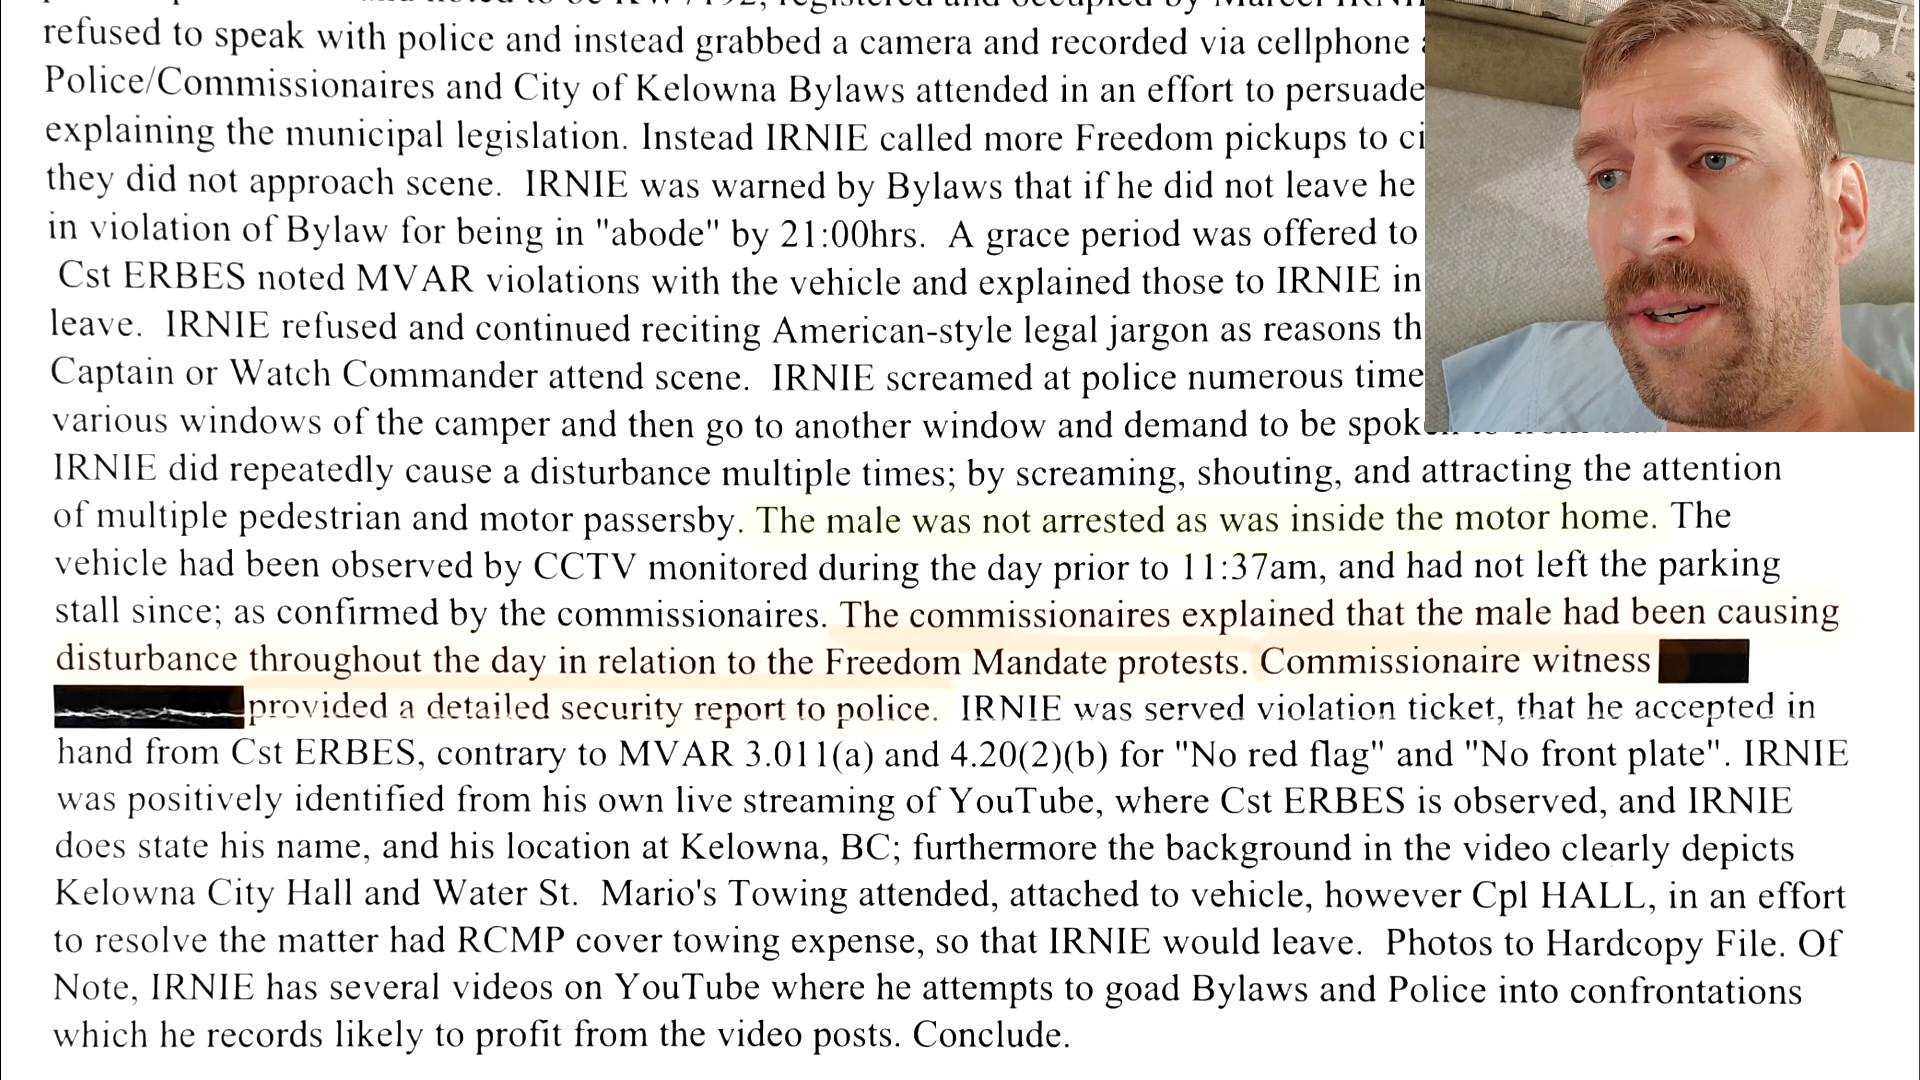 refused to speak with police and instead grabbed a camera and recorded via cellphone
Police/Commissionaires and City of Kelowna Bylaws attended in an effort to persuade
explaining the municipal legislation. Instead IRNIE called more Freedom pickups to ci
they did not approach scene. IRNIE was warned by Bylaws that if he did not leave he
in violation of Bylaw for being in "abode" by 21:00hrs. A grace period was offered to
Cst ERBES noted MVAR violations with the vehicle and explained those to IRNIE in
leave. IRNIE refused and continued reciting American-style legal jargon as reasons th
Captain or Watch Commander attend scene. IRNIE screamed at police numerous time
various windows of the camper and then go to another window and demand to be spok
IRNIE did repeatedly cause a disturbance multiple times; by screaming, shouting, and attracting the attention
of multiple pedestrian and motor passersby. The male was not arrested as was inside the motor home. The
vehicle had been observed by CCTV monitored during the day prior to 11:37am, and had not left the parking
stall since; as confirmed by the commissionaires. The commissionaires explained that the male had been causing
disturbance throughout the day in relation to the Freedom Mandate protests. Commissionaire witness
provided a detailed security report to police. IRNIE was served violation ticket, that he accepted in
hand from Cst ERBES, contrary to MVAR 3.011(a) and 4.20(2)(b) for "No red flag" and "No front plate". IRNIE
was positively identified from his own live streaming of YouTube, where Cst ERBES is observed, and IRNIE
does state his name, and his location at Kelowna, BC; furthermore the background in the video clearly depicts
Kelowna City Hall and Water St. Mario's Towing attended, attached to vehicle, however Cpl HALL, in an effort
to resolve the matter had RCMP cover towing expense, so that IRNIE would leave. Photos to Hardcopy File. Of
Note, IRNIE has several videos on YouTube where he attempts to goad Bylaws and Police into confrontations
which he records likely to profit from the video posts. Conclude.